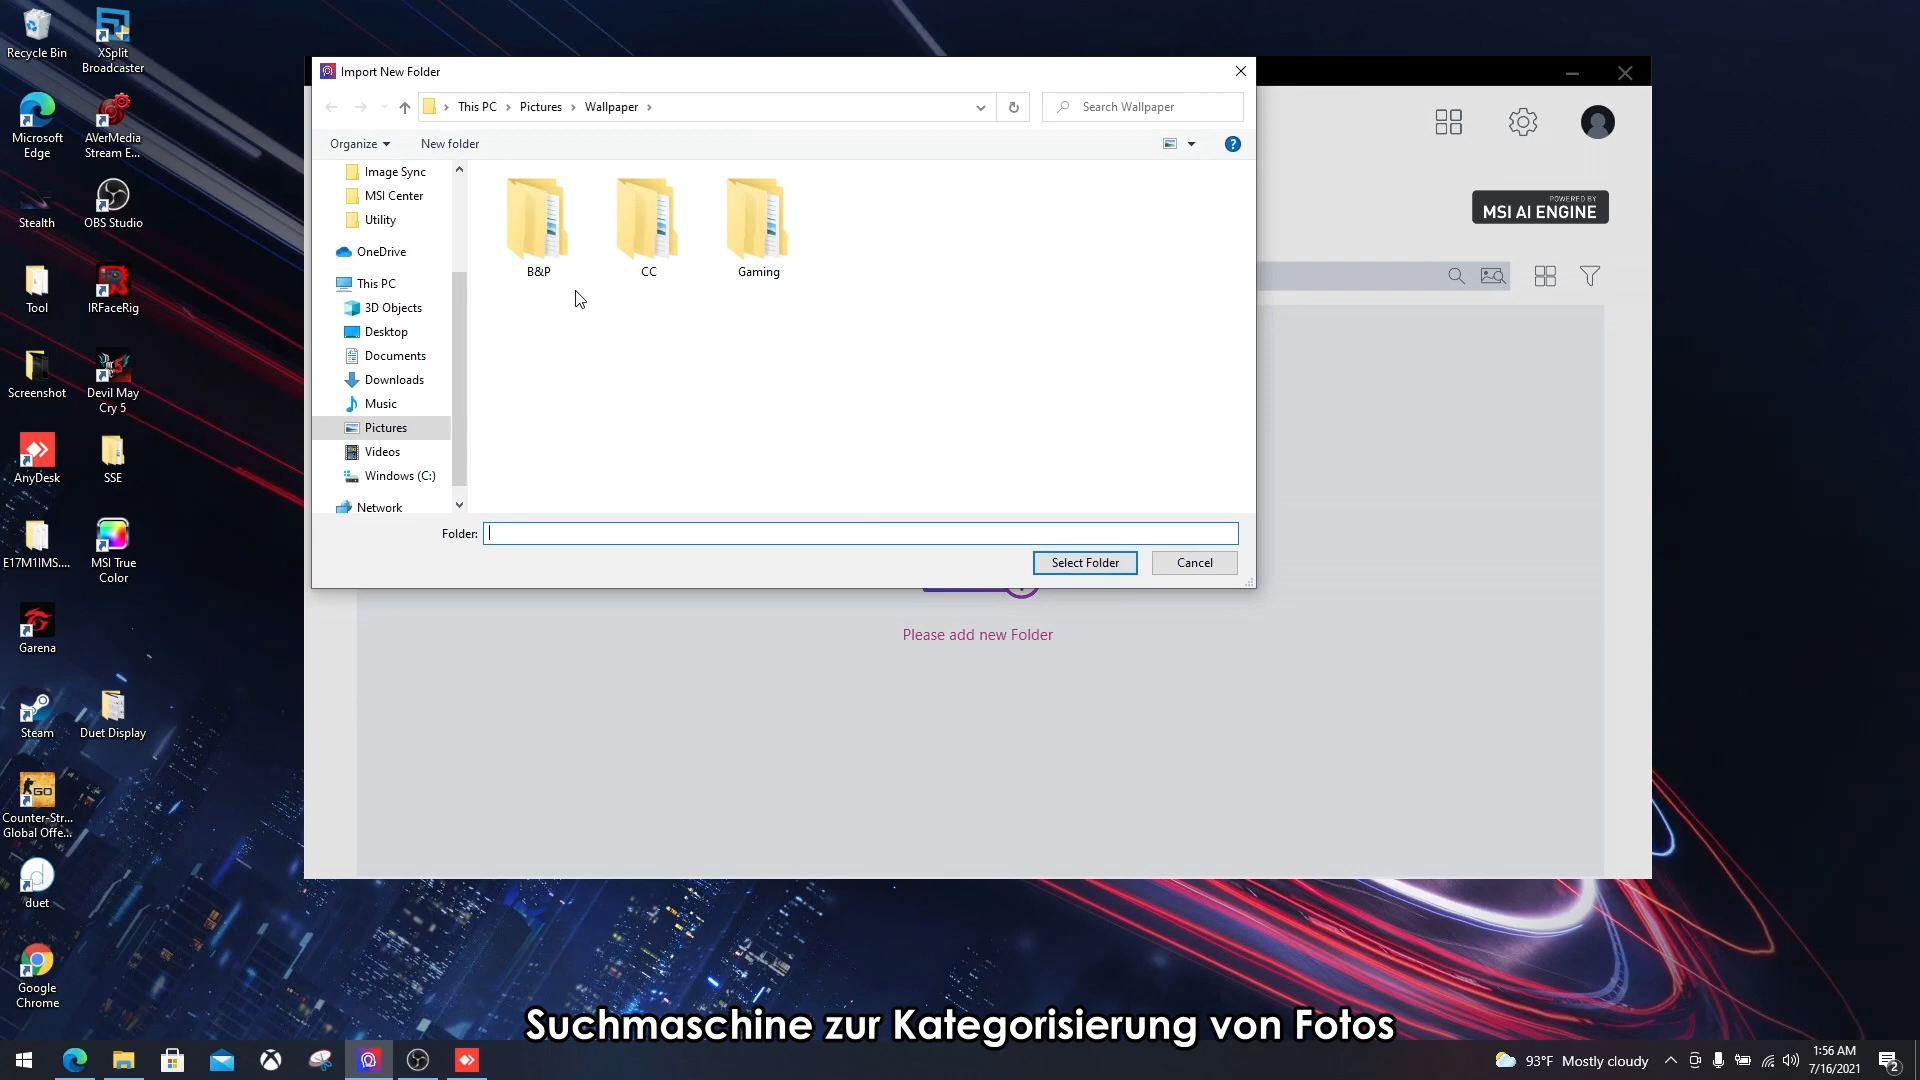 Recycle Bin
XSplit
Broadcaster
Microsoft
Edge
AVerMedia
Stream E...
Stealth
OBS Studio
Tool
IRFaceRig
Screenshot
Devil May
Cry 5
AnyDesk
SSE
E17M1IMS....
MSI True
Color
Garena
Steam
Duet Display
GO
Counter-Str...
Global Offe...
duet
Google
Chrome
Import New Folder
This PC
Pictures
Wallpaper
Search Wallpaper
Organize
New folder
Image Sync
MSI Center
Utility
OneDrive
This PC
3D Objects
Desktop
Documents
Downloads
Music
Pictures
Videos
Windows (C:)
Network
B&P
CC
Gaming
Folder:
Select Folder
Cancel
POWERED BY
MSI AI ENGINE
Please add new Folder
Suchmaschine zur Kategorisierung von Fotos
93°F Mostly cloudy
1:56 AM
7/16/2021
2